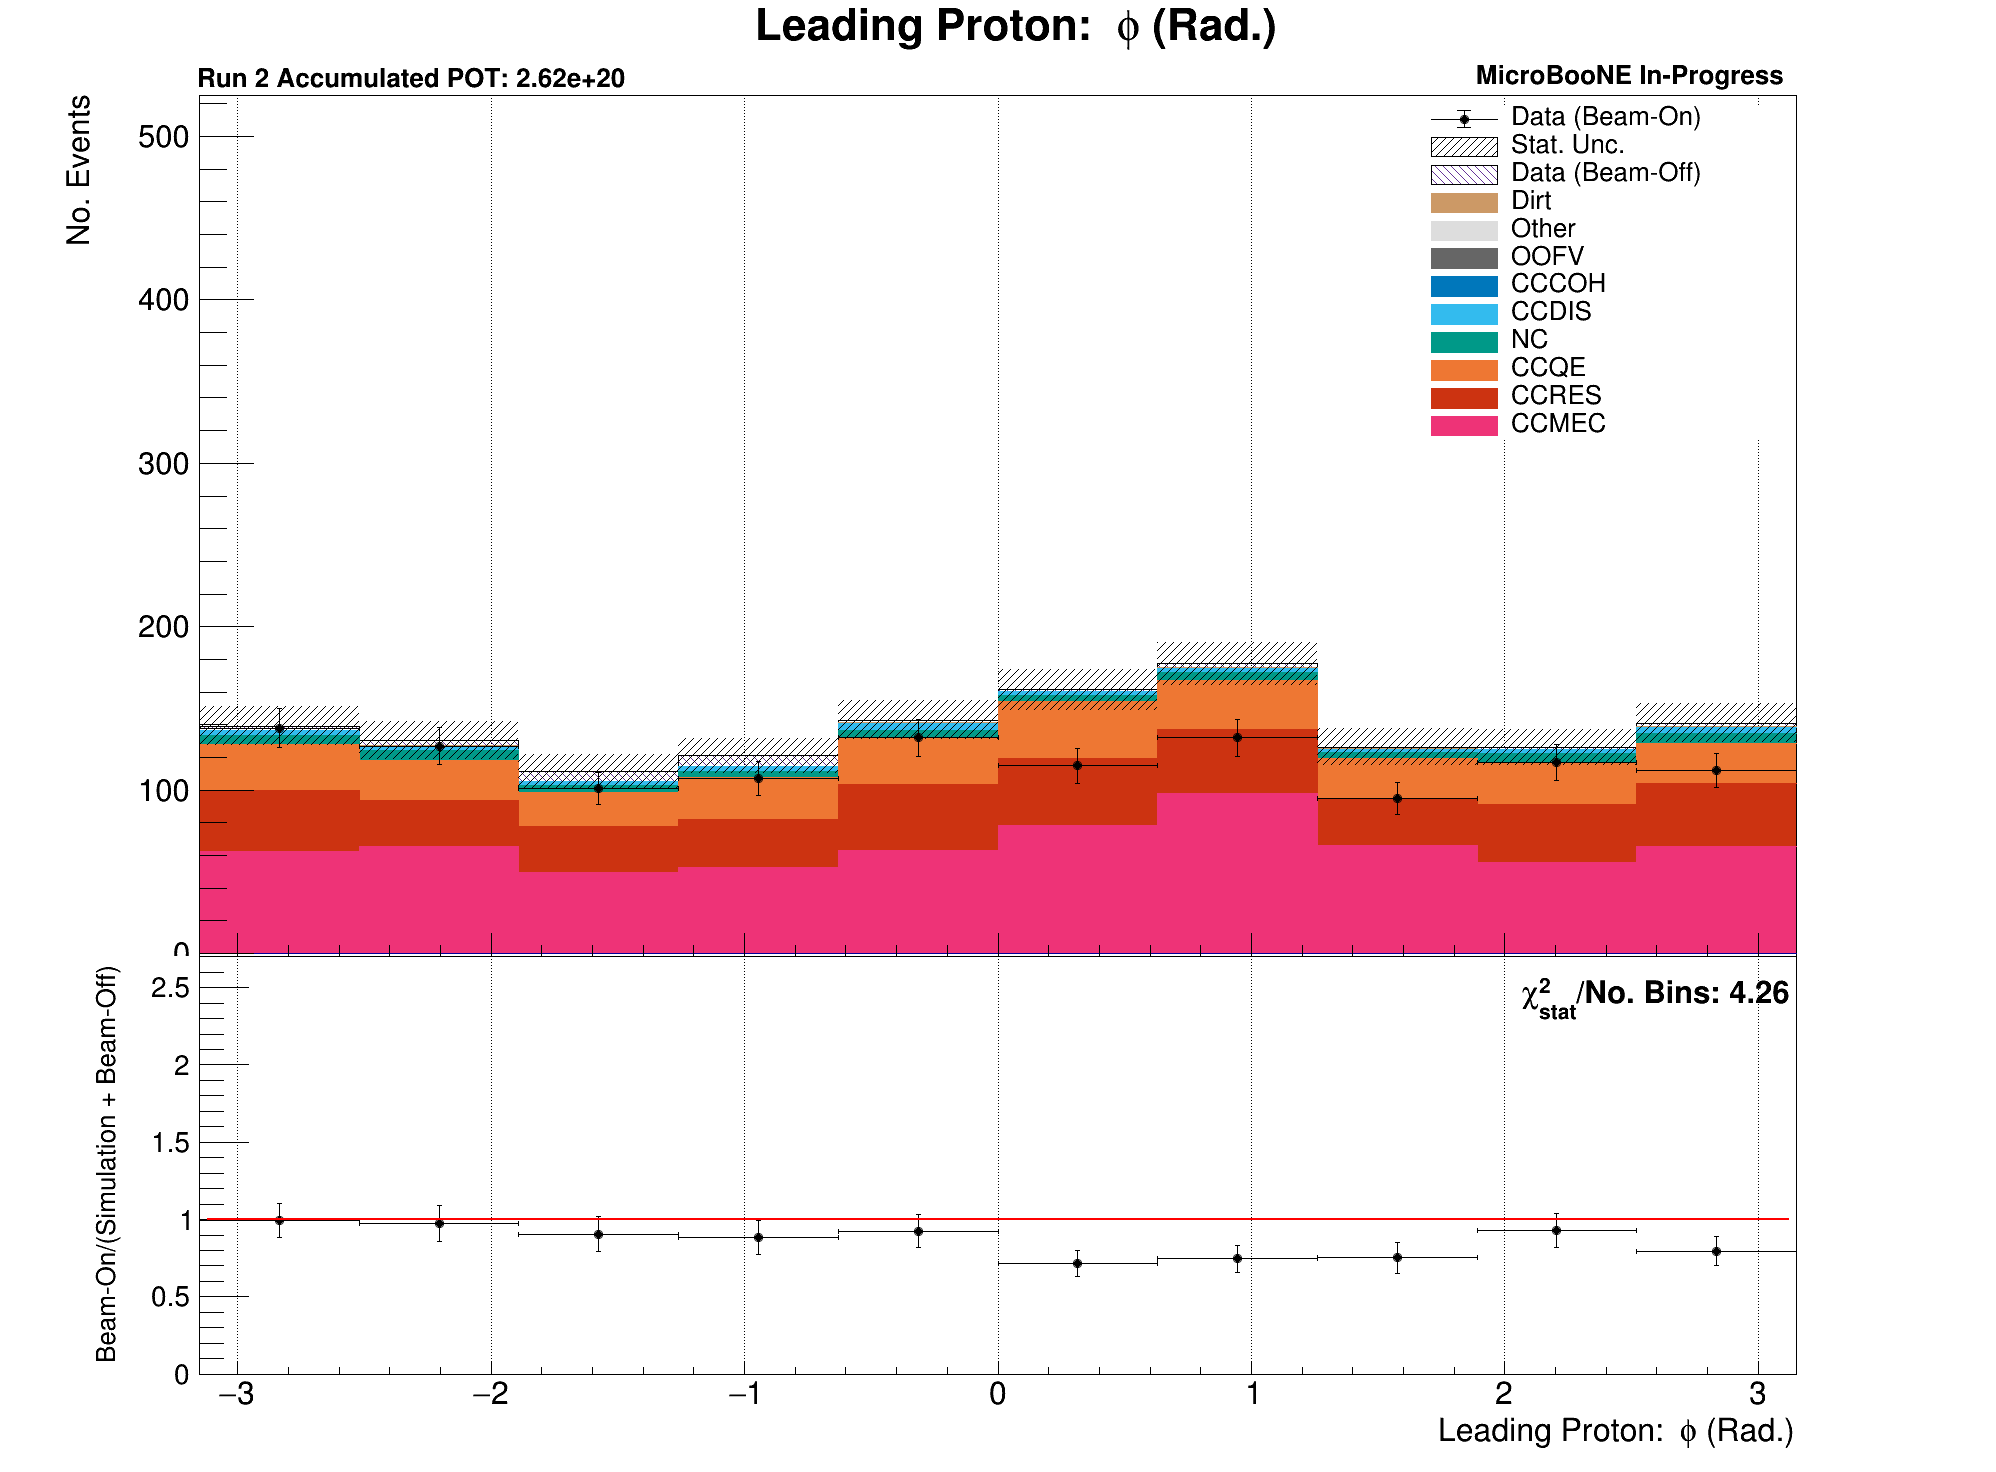 Leading Proton: ϕ (Rad.)
Run 2 Accumulated POT: 2.62e+20
MicroBooNE In-Progress
No. Events
500
400
300
200
100
0
Data (Beam-On)
Stat. Unc.
Data (Beam-Off)
Dirt
Other
OOFV
CCCOH
CCDIS
NC
CCQE
CCRES
CCMEC
Beam-On/(Simulation + Beam-Off)
2.5
2
1.5
1
0.5
0
χ²stat/No. Bins: 4.26
−3 −2 −1 0 1 2 3
Leading Proton: ϕ (Rad.)